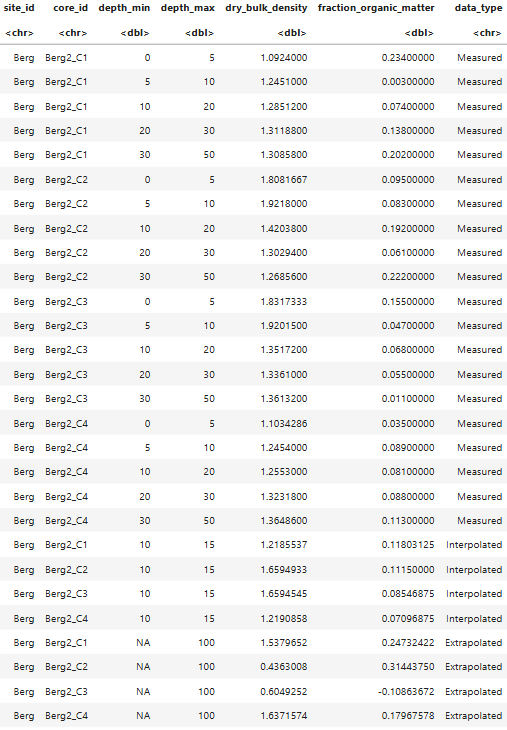 site_id core_id depth_min depth_max dry_bulk_density fraction_organic_matter data_type
<chr> <chr> <dbl> <dbl> <dbl> <dbl> <chr>
Berg Berg2_C1 0 5 1.0924000 0.23400000 Measured
Berg Berg2_C1 5 10 1.2451000 0.00300000 Measured
Berg Berg2_C1 10 20 1.2851200 0.07400000 Measured
Berg Berg2_C1 20 30 1.3118800 0.13800000 Measured
Berg Berg2_C1 30 50 1.3085800 0.20200000 Measured
Berg Berg2_C2 0 5 1.8081667 0.09500000 Measured
Berg Berg2_C2 5 10 1.9218000 0.08300000 Measured
Berg Berg2_C2 10 20 1.4203800 0.19200000 Measured
Berg Berg2_C2 20 30 1.3029400 0.06100000 Measured
Berg Berg2_C2 30 50 1.2685600 0.22200000 Measured
Berg Berg2_C3 0 5 1.8317333 0.15500000 Measured
Berg Berg2_C3 5 10 1.9201500 0.04700000 Measured
Berg Berg2_C3 10 20 1.3517200 0.06800000 Measured
Berg Berg2_C3 20 30 1.3361000 0.05500000 Measured
Berg Berg2_C3 30 50 1.3613200 0.01100000 Measured
Berg Berg2_C4 0 5 1.1034286 0.03500000 Measured
Berg Berg2_C4 5 10 1.2454000 0.08900000 Measured
Berg Berg2_C4 10 20 1.2553000 0.08100000 Measured
Berg Berg2_C4 20 30 1.3231800 0.08800000 Measured
Berg Berg2_C4 30 50 1.3648600 0.11300000 Measured
Berg Berg2_C1 10 15 1.2185537 0.11803125 Interpolated
Berg Berg2_C2 10 15 1.6594933 0.11150000 Interpolated
Berg Berg2_C3 10 15 1.6594545 0.08546875 Interpolated
Berg Berg2_C4 10 15 1.2190858 0.07096875 Interpolated
Berg Berg2_C1 NA 100 1.5379652 0.24732422 Extrapolated
Berg Berg2_C2 NA 100 0.4363008 0.31443750 Extrapolated
Berg Berg2_C3 NA 100 0.6049252 -0.10863672 Extrapolated
Berg Berg2_C4 NA 100 1.6371574 0.17967578 Extrapolated